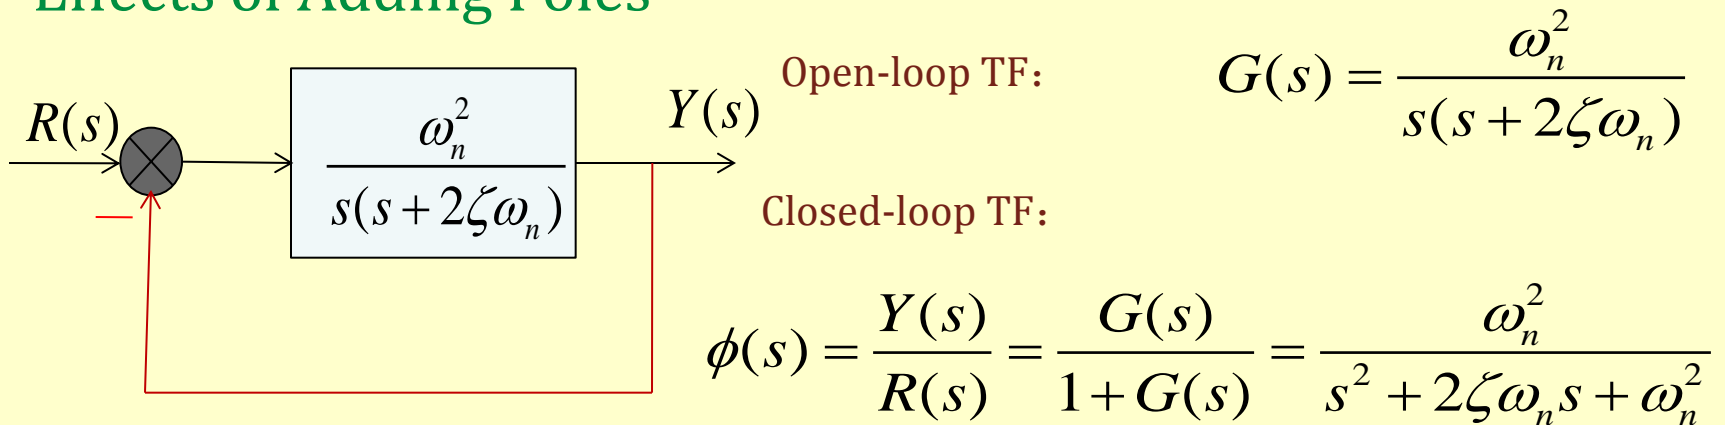 Effects of Adding Poles
R(s)
ω_n^2 / s(s + 2ζω_n)
−
Y(s)
Open-loop TF：
G(s) = ω_n^2 / s(s + 2ζω_n)
Closed-loop TF：
ϕ(s) = Y(s) / R(s) = G(s) / 1 + G(s) = ω_n^2 / s^2 + 2ζω_n s + ω_n^2